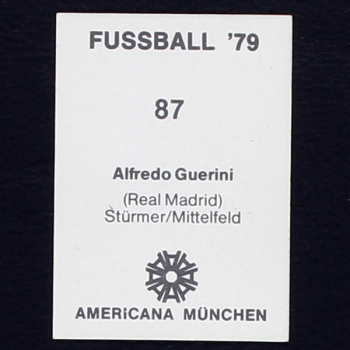 FUSSBALL '79
87
Alfredo Guerini
(Real Madrid)
Stürmer/Mittelfeld
AMERICANA MÜNCHEN